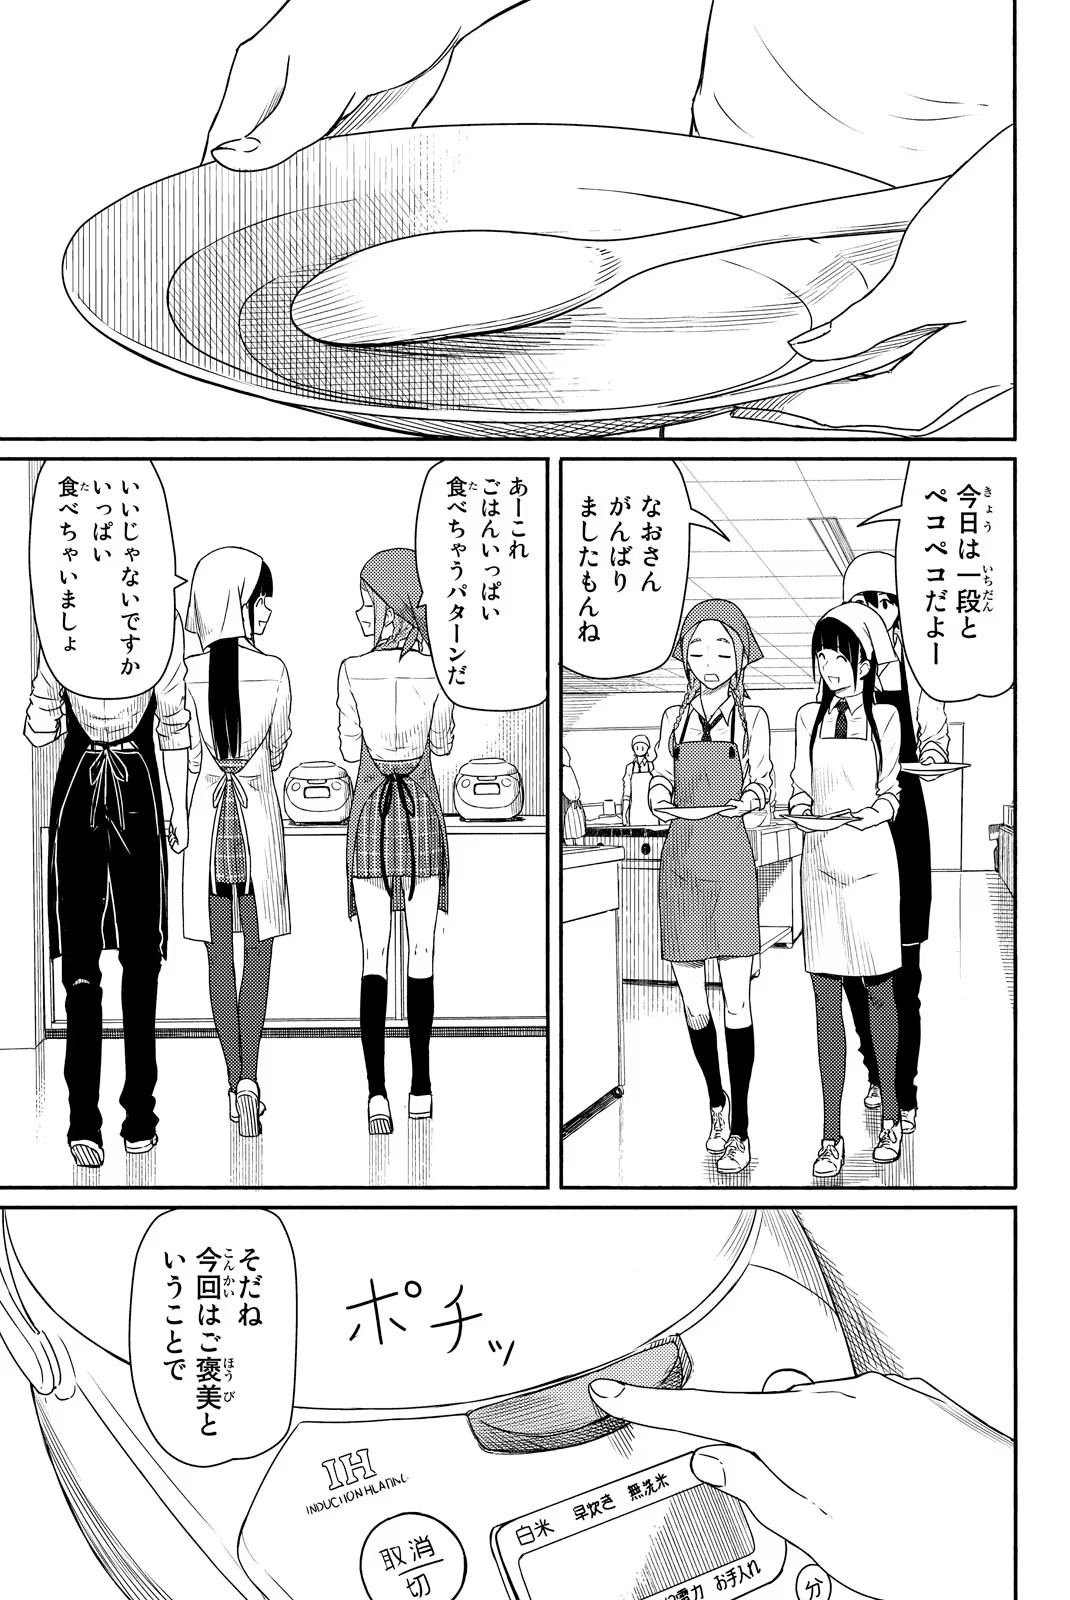 今日は一段と
ペコペコだよー
なおさん
がんばり
ましたもんね
あーこれ
ごはんいっぱい
食べちゃうパターンだ
いいじゃないですか
いっぱい
食べちゃいましょ
そだね
今回はご褒美と
いうことで
ポチッ
IH
INDUCTION
白米 早炊き 無洗米
取消
切
電力 お手入れ
分